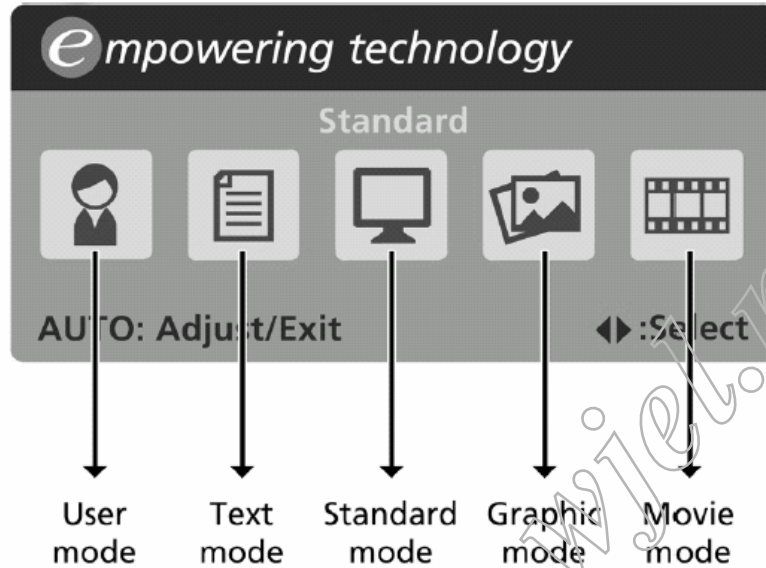 empowering technology
Standard
AUTO: Adjust/Exit ◀▶:Select
User mode
Text mode
Standard mode
Graphic mode
Movie mode